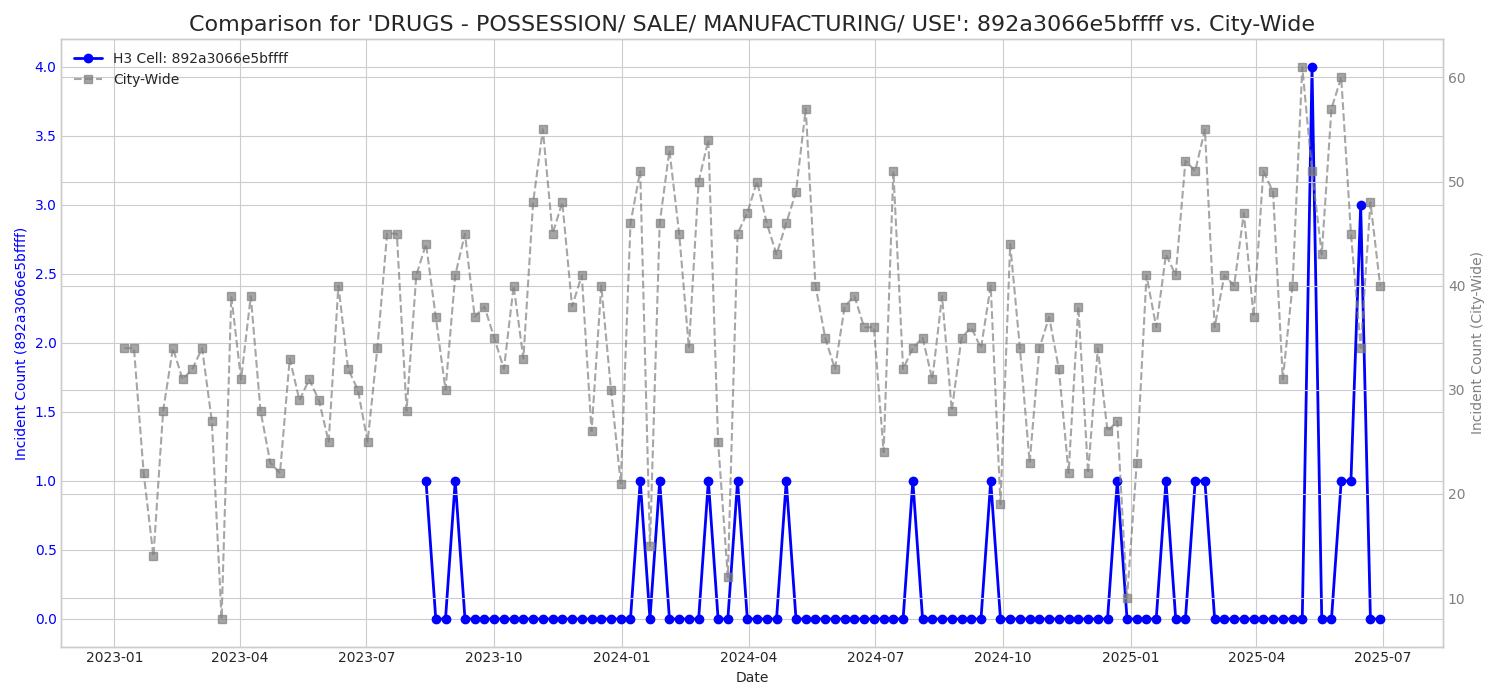 Comparison for 'DRUGS - POSSESSION/ SALE/ MANUFACTURING/ USE': 892a3066e5bffff vs. City-Wide
H3 Cell: 892a3066e5bffff
City-Wide
Incident Count (892a3066e5bffff)
4.0
3.5
3.0
2.5
2.0
1.5
1.0
0.5
0.0
60
50
40
30
20
10
Incident Count (City-Wide)
2023-01 2023-04 2023-07 2023-10 2024-01 2024-04 2024-07 2024-10 2025-01 2025-04 2025-07
Date